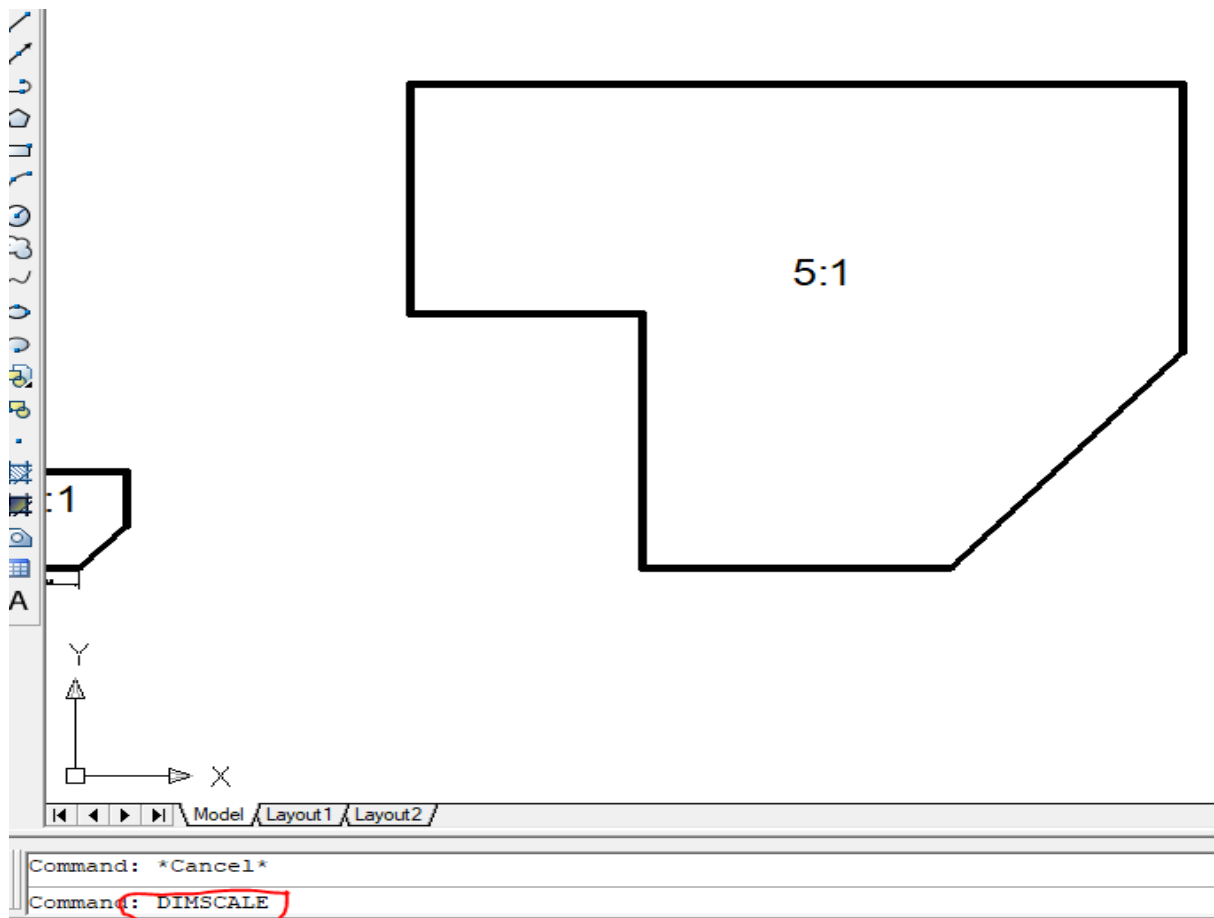 5:1
:1
A
Y
X
Model Layout1 Layout2
Command: *Cancel*
Command: DIMSCALE